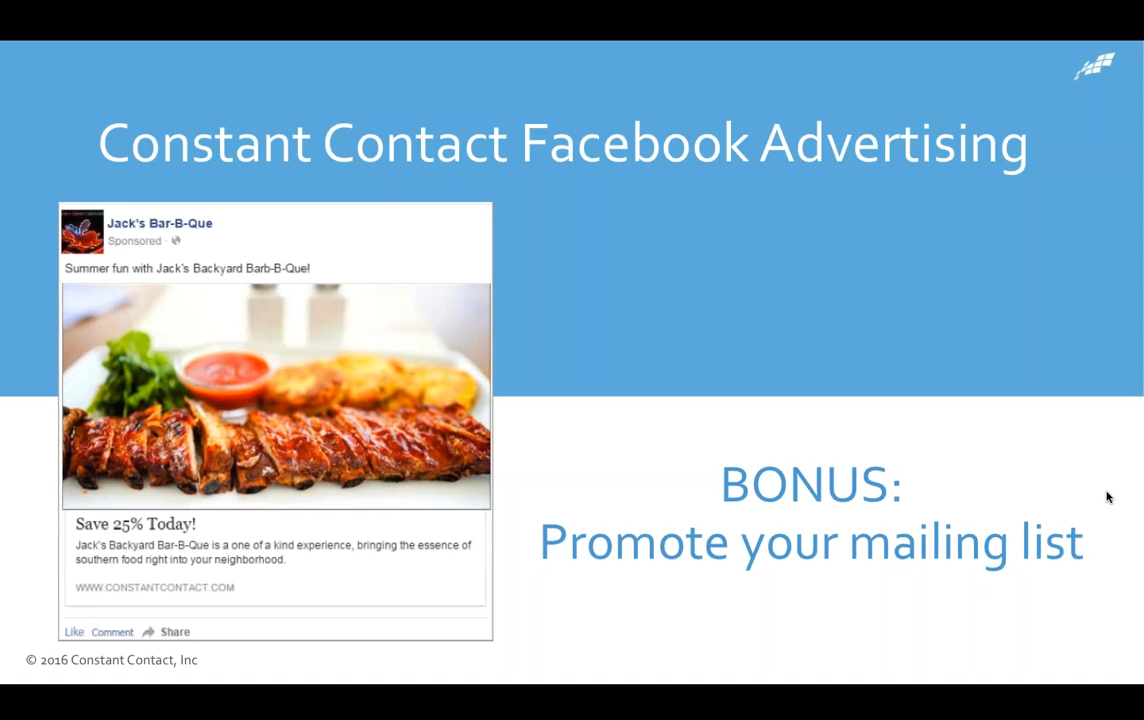 Constant Contact Facebook Advertising
Jack's Bar-B-Que
Sponsored ·
Summer fun with Jack's Backyard Barb-B-Que!
Save 25% Today!
Jack's Backyard Bar-B-Que is a one of a kind experience, bringing the essence of
southern food right into your neighborhood.
WWW.CONSTANTCONTACT.COM
Like Comment Share
BONUS:
Promote your mailing list
© 2016 Constant Contact, Inc